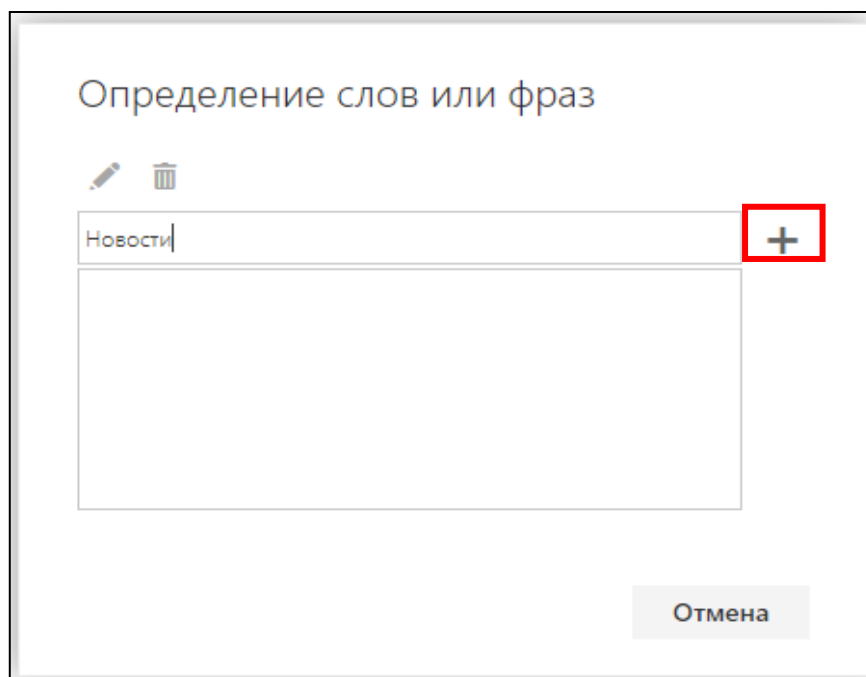 Определение слов или фраз
Новости
Отмена